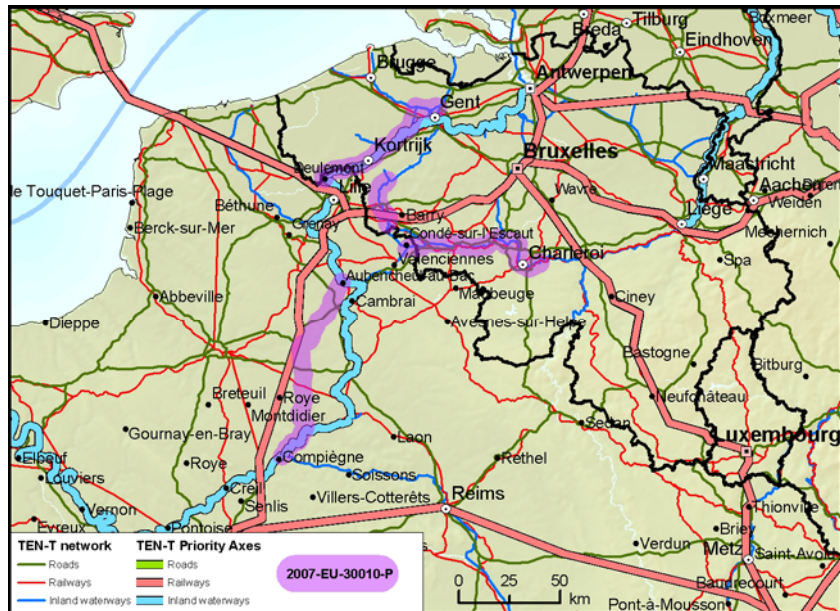 Boxmeer
Breda
Tilburg
Eindhoven
Brugge
Antwerpen
Gent
Kortrijk
Bruxelles
Deulemont
Lille
Maastricht
Aachen
Düren
Weiden
le Touquet-Paris-Plage
Béthune
Barry
Wavre
Liège
Berck-sur-Mer
Grenay
Condé-sur-l'Escaut
Mechernich
Valenciennes
Charleroi
Spa
Aubencheul-au-Bac
Abbeville
Cambrai
Maubeuge
Ciney
Dieppe
Avesnes-sur-Helpe
Bastogne
Bitburg
Breteuil
Roye
Neufchâteau
Montdidier
Gournay-en-Bray
Laon
Sedan
Luxembourg
Elbeuf
Roye
Compiègne
Rethel
Louviers
Soissons
Creil
Senlis
Villers-Cotterêts
Reims
Thionville
Vernon
Evreux
Pontoise
Verdun
Briey
Metz
Saint-Avold
Baudrecourt
Pont-à-Mousson
TEN-T network
TEN-T Priority Axes
Roads
Roads
Railways
Railways
Inland waterways
Inland waterways
2007-EU-30010-P
0 25 50
km